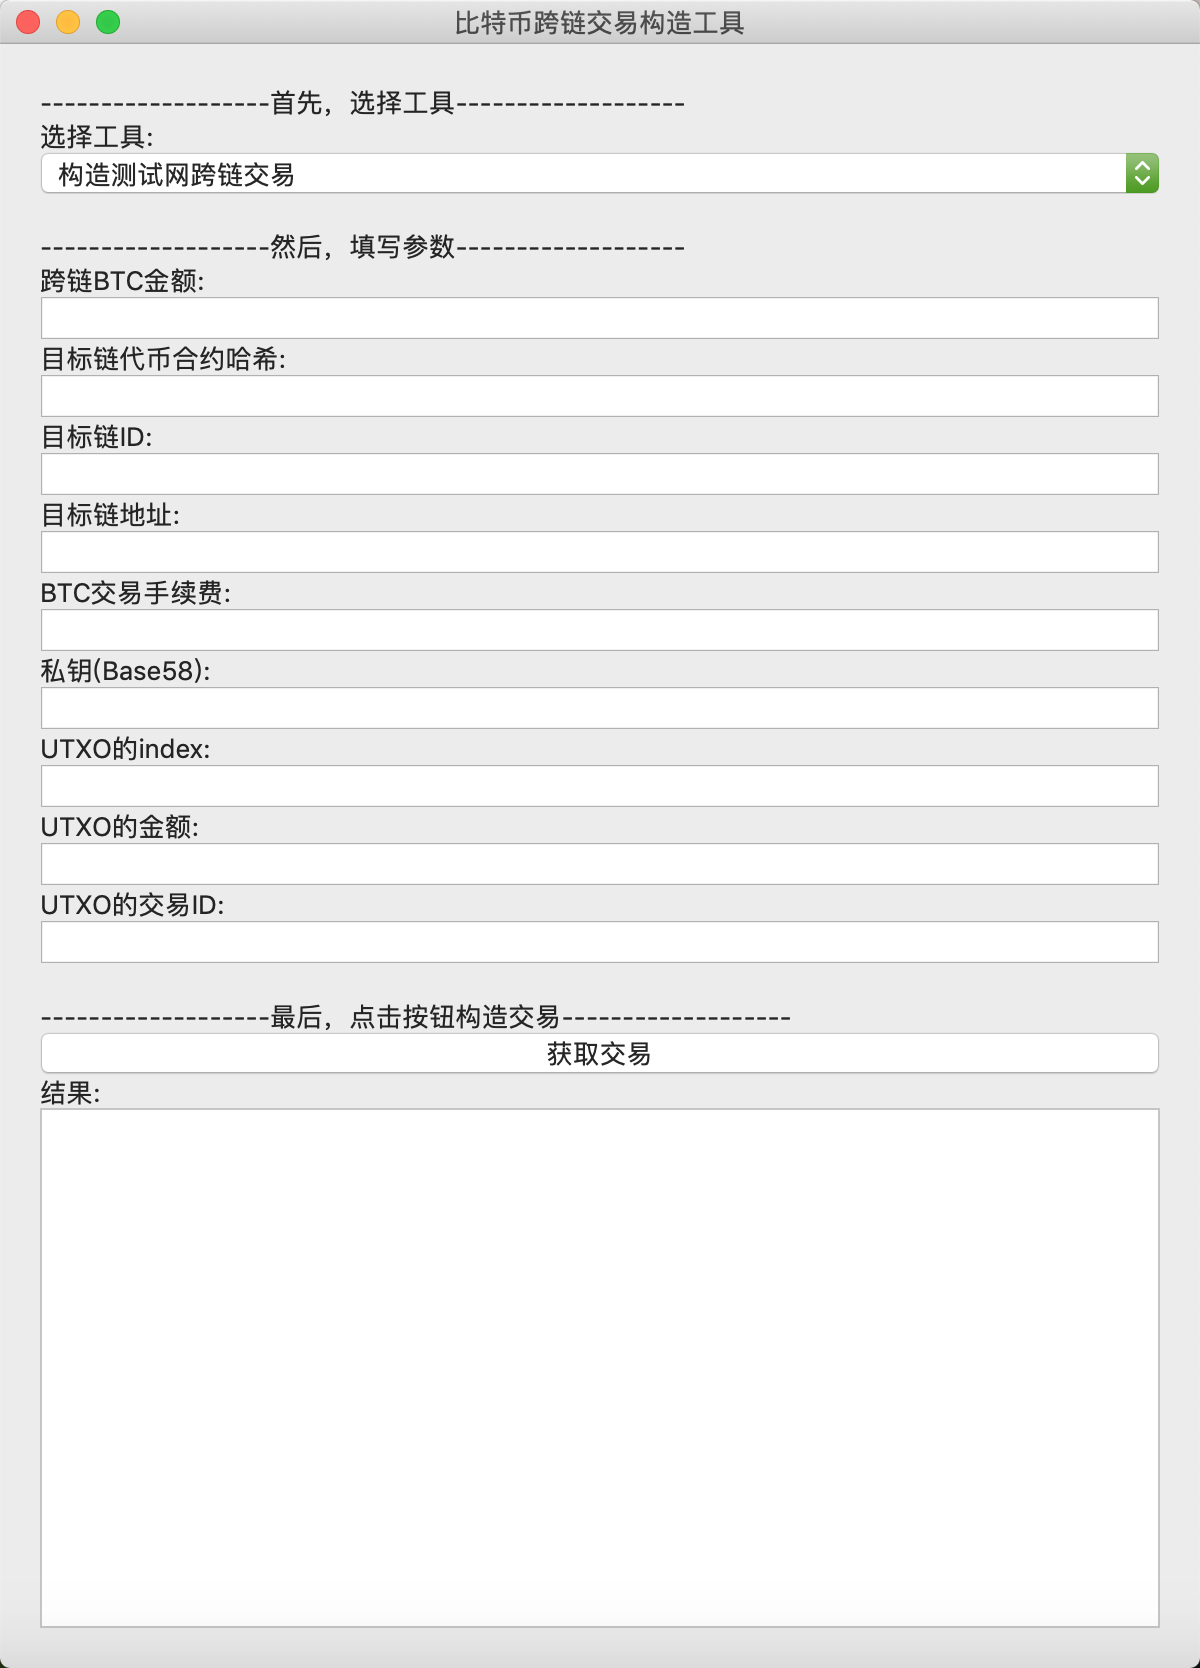 比特币跨链交易构造工具
-------------------首先，选择工具-------------------
选择工具:
构造测试网跨链交易
-------------------然后，填写参数-------------------
跨链BTC金额:
目标链代币合约哈希:
目标链ID:
目标链地址:
BTC交易手续费:
私钥(Base58):
UTXO的index:
UTXO的金额:
UTXO的交易ID:
-------------------最后，点击按钮构造交易-------------------
获取交易
结果: